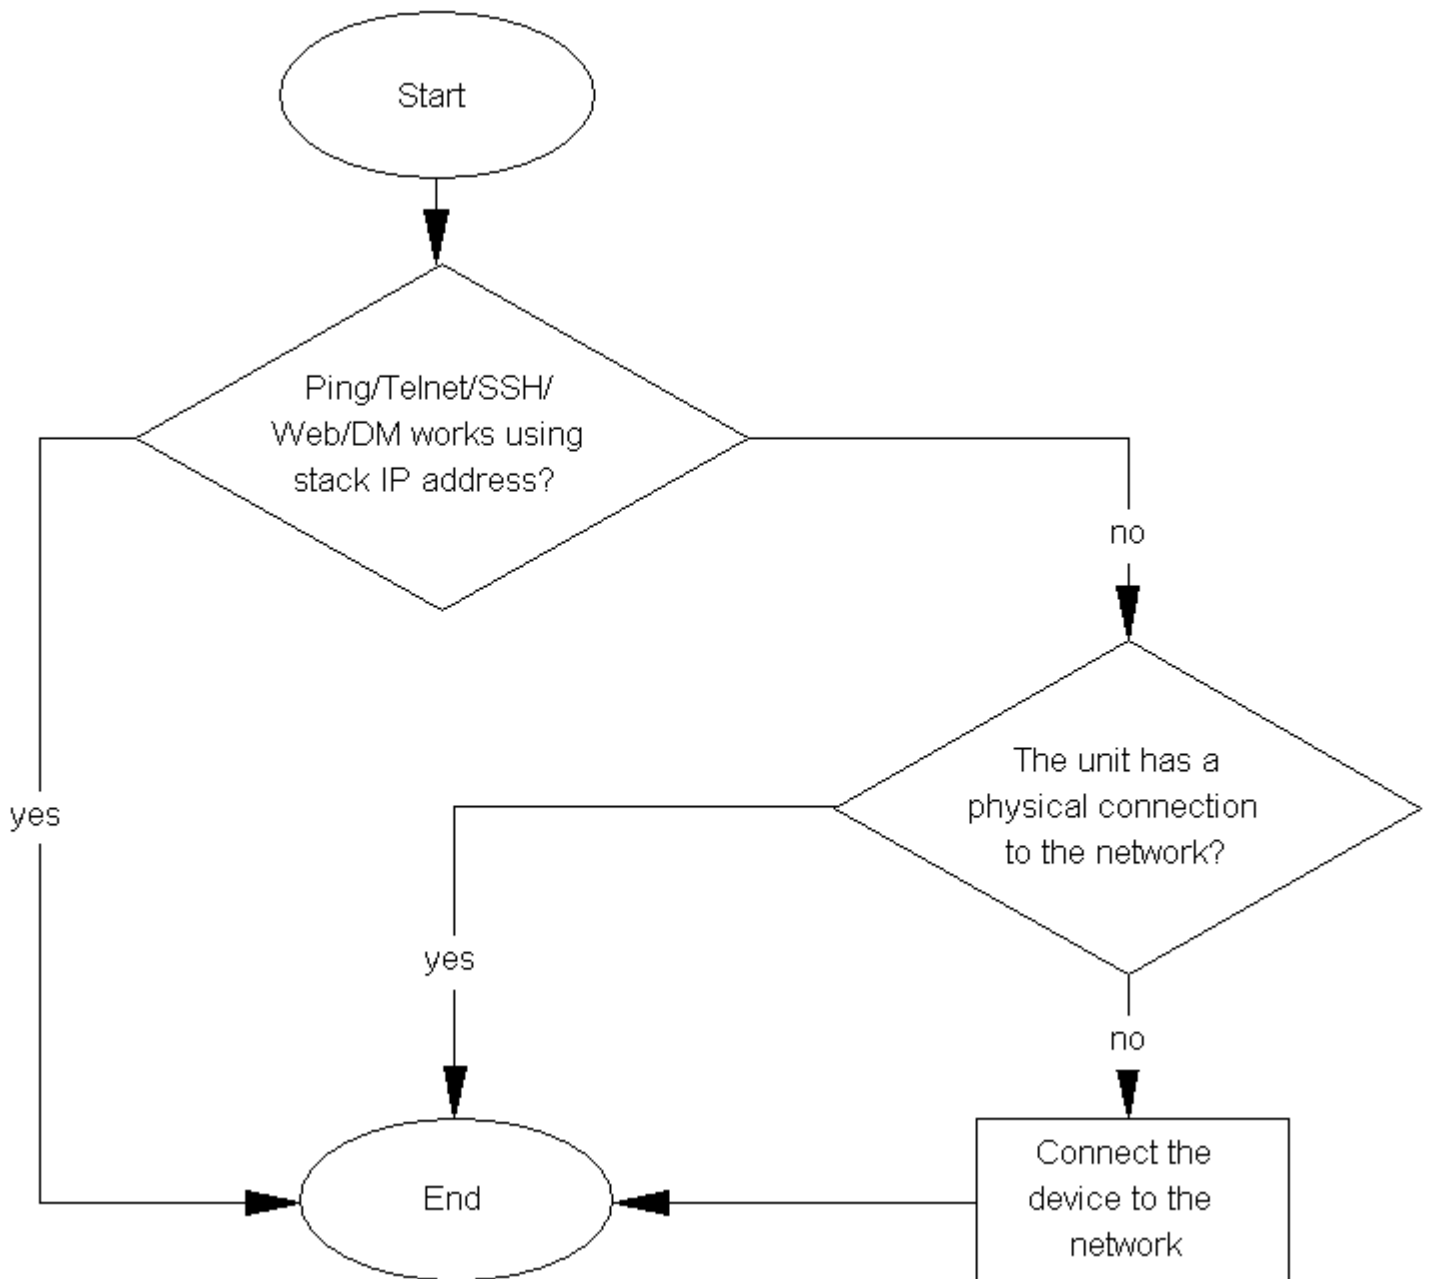 Start
Ping/Telnet/SSH/
Web/DM works using
stack IP address?
no
The unit has a
physical connection
to the network?
yes
yes
no
Connect the
device to the
network
End